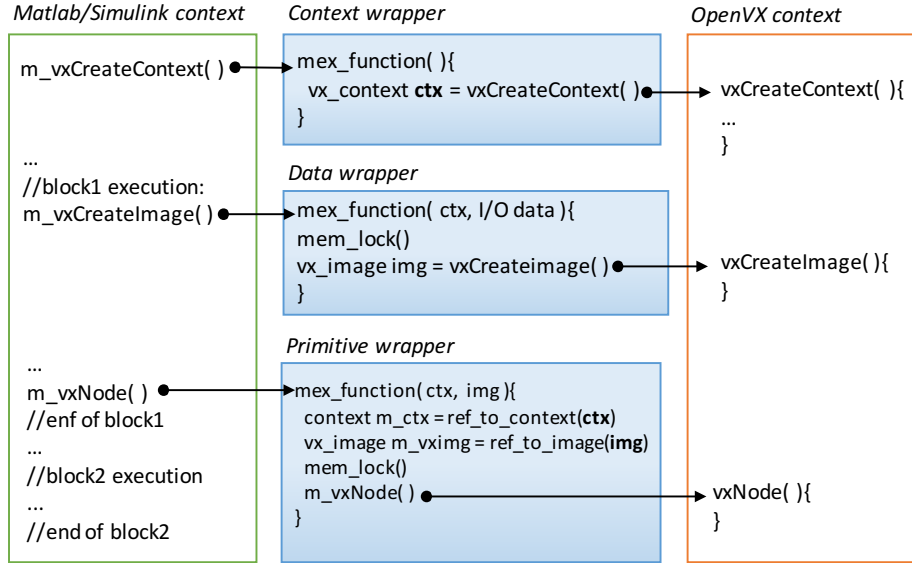 Matlab/Simulink context
m_vxCreateContext( )
...
//block1 execution:
m_vxCreateImage( )
...
m_vxNode( )
//enf of block1
...
//block2 execution
...
//end of block2
Context wrapper
mex_function( ){
vx_context ctx = vxCreateContext( )
}
Data wrapper
mex_function( ctx, I/O data ){
mem_lock()
vx_image img = vxCreateimage( )
}
Primitive wrapper
mex_function( ctx, img ){
context m_ctx = ref_to_context(ctx)
vx_image m_vximg = ref_to_image(img)
mem_lock()
m_vxNode( )
}
OpenVX context
vxCreateContext( ){
...
}
vxCreateImage( ){
}
vxNode( ){
}